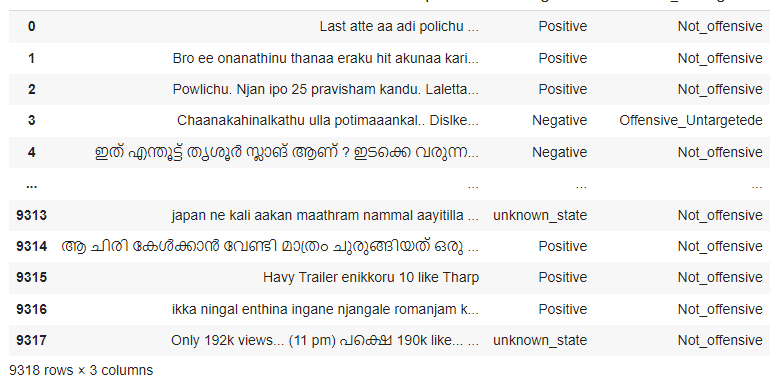 0 Last atte aa adi polichu ... Positive Not_offensive
1 Bro ee onanathinu thanaa eraku hit akunaa kari... Positive Not_offensive
2 Powlichu. Njan ipo 25 pravisham kandu. Laletta... Positive Not_offensive
3 Chaanakahinalkathu ulla potimaaankal.. Dislke... Negative Offensive_Untargetede
4 ഇത് എന്തൂട്ട് തൃശൂർ സ്ലാങ് ആണ് ? ഇടക്കെ വരുന്ന... Negative Not_offensive
... ... ... ...
9313 japan ne kali aakan maathram nammal aayitilla ... unknown_state Not_offensive
9314 ആ ചിരി കേൾക്കാൻ വേണ്ടി മാത്രം ചുരുങ്ങിയത് ഒരു ... Positive Not_offensive
9315 Havy Trailer enikkoru 10 like Tharp Positive Not_offensive
9316 ikka ningal enthina ingane njangale romanjam k... Positive Not_offensive
9317 Only 192k views... (11 pm) പക്ഷെ 190k like... ... unknown_state Not_offensive
9318 rows × 3 columns